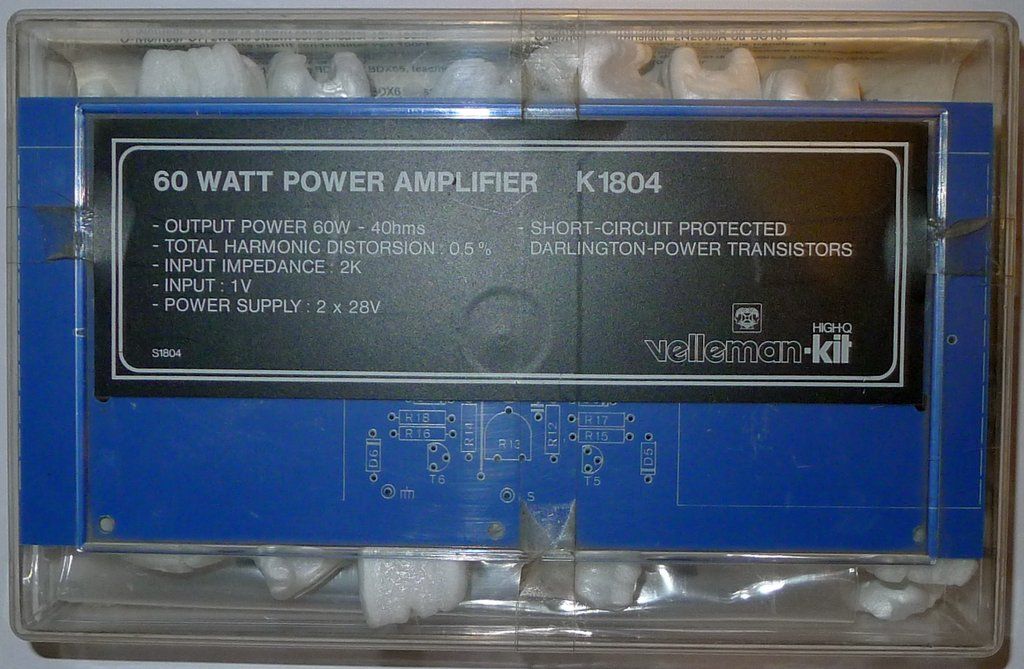 60 WATT POWER AMPLIFIER K1804
- OUTPUT POWER 60W - 4Ohms
- TOTAL HARMONIC DISTORSION : 0.5 %
- INPUT IMPEDANCE : 2K
- INPUT : 1V
- POWER SUPPLY : 2 x 28V
- SHORT-CIRCUIT PROTECTED
DARLINGTON-POWER TRANSISTORS
S1804
HIGH-Q
velleman-kit
R18
R16
R14
R13
R12
R17
R15
D6
T6
T5
D5
S